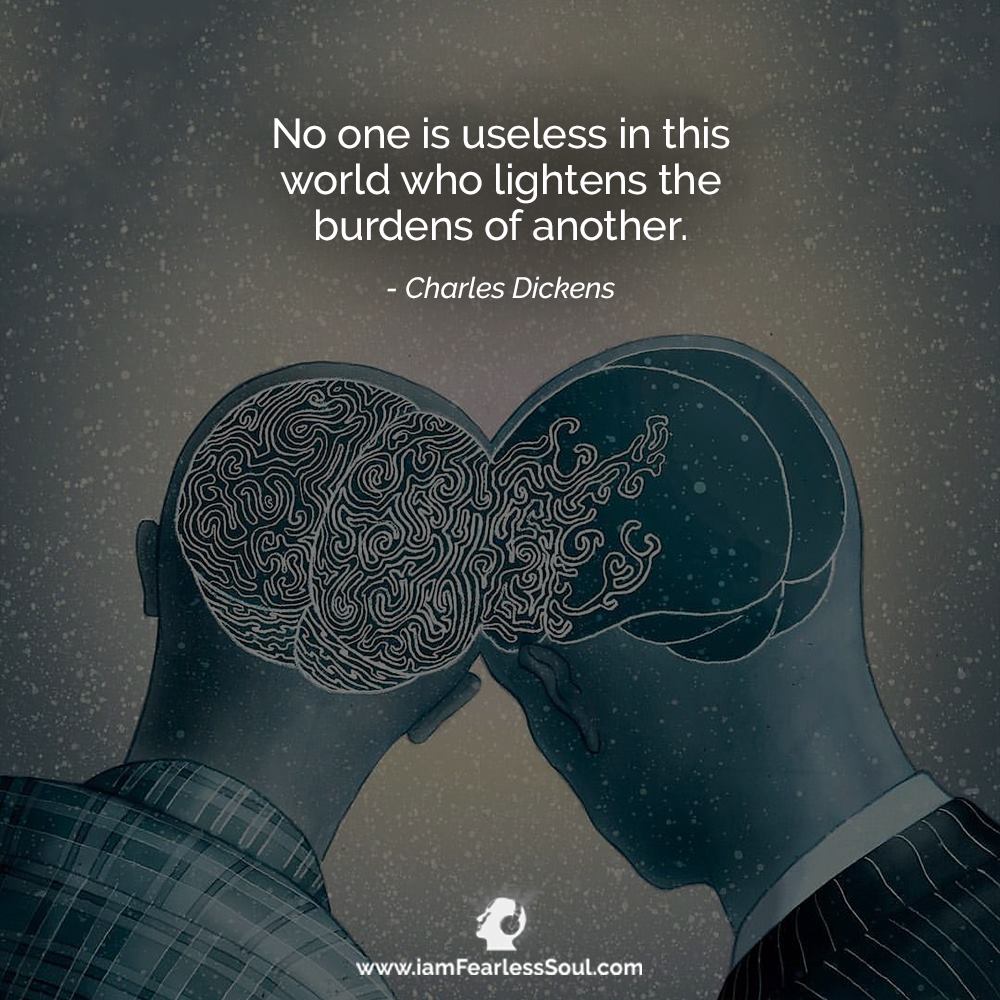 No one is useless in this
world who lightens the
burdens of another.
- Charles Dickens
www.iamFearlessSoul.com